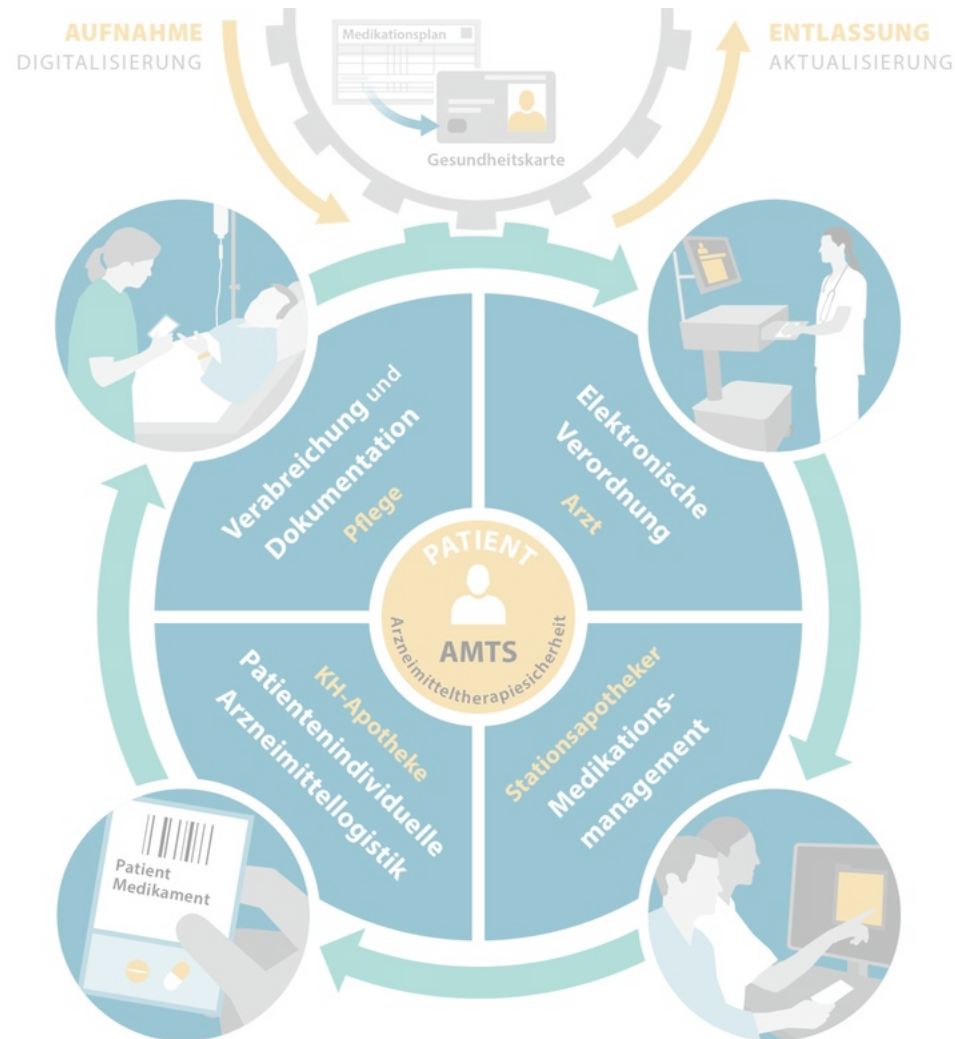 AUFNAHME
DIGITALISIERUNG
Medikationsplan
Gesundheitskarte
ENTLASSUNG
AKTUALISIERUNG
Verabreichung und
Dokumentation
Pflege
Elektronische
Verordnung
Arzt
PATIENT
AMTS
Arzneimitteltherapiesicherheit
KH-Apotheke
Patientenindividuelle
Arzneimittellogistik
Stationsapotheker
Medikations-
management
Patient
Medikament